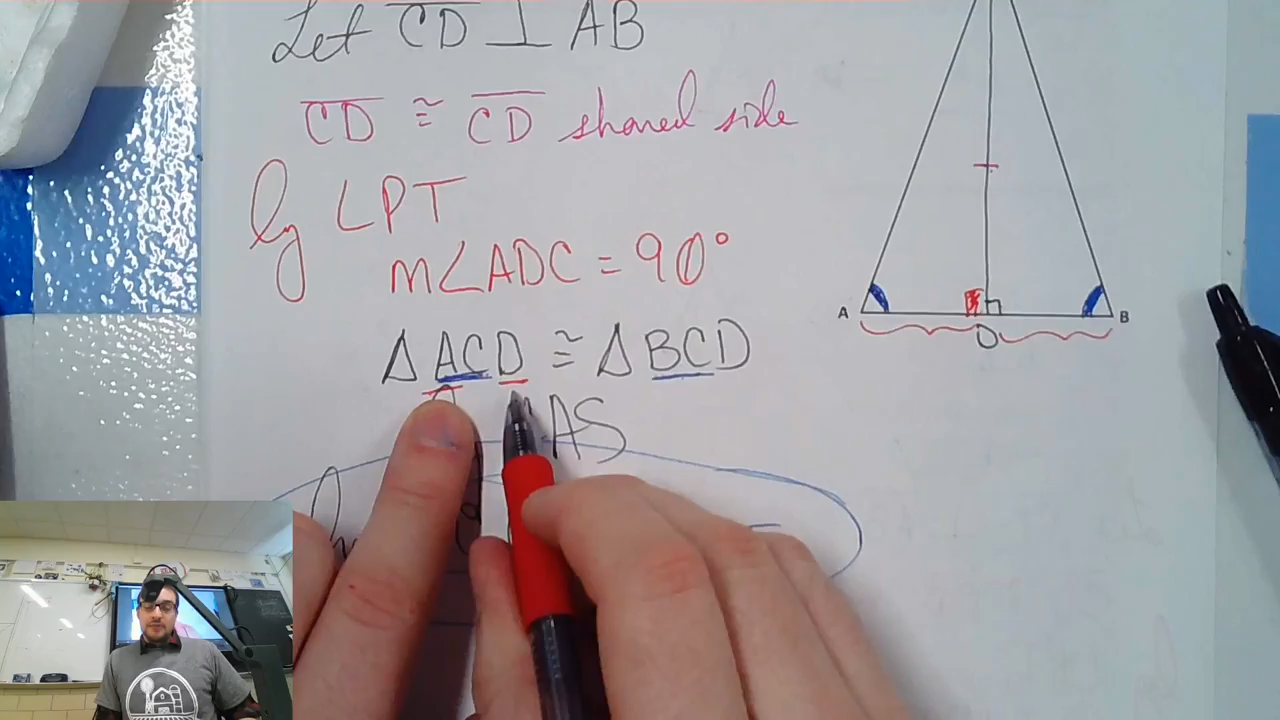 Let CD ⊥ AB
CD ≅ CD shared side
by LPT
m∠ADC = 90°
△ACD ≅ △BCD
AS
A
B
D